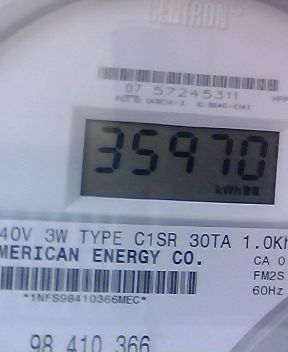 CENTRON
07 57245311
35970
kWh
40V 3W TYPE C1SR 30TA 1.0Kh
MERICAN ENERGY CO.
CA 0
FM2S
60Hz
*1NFS98410366MEC*
98 410 366